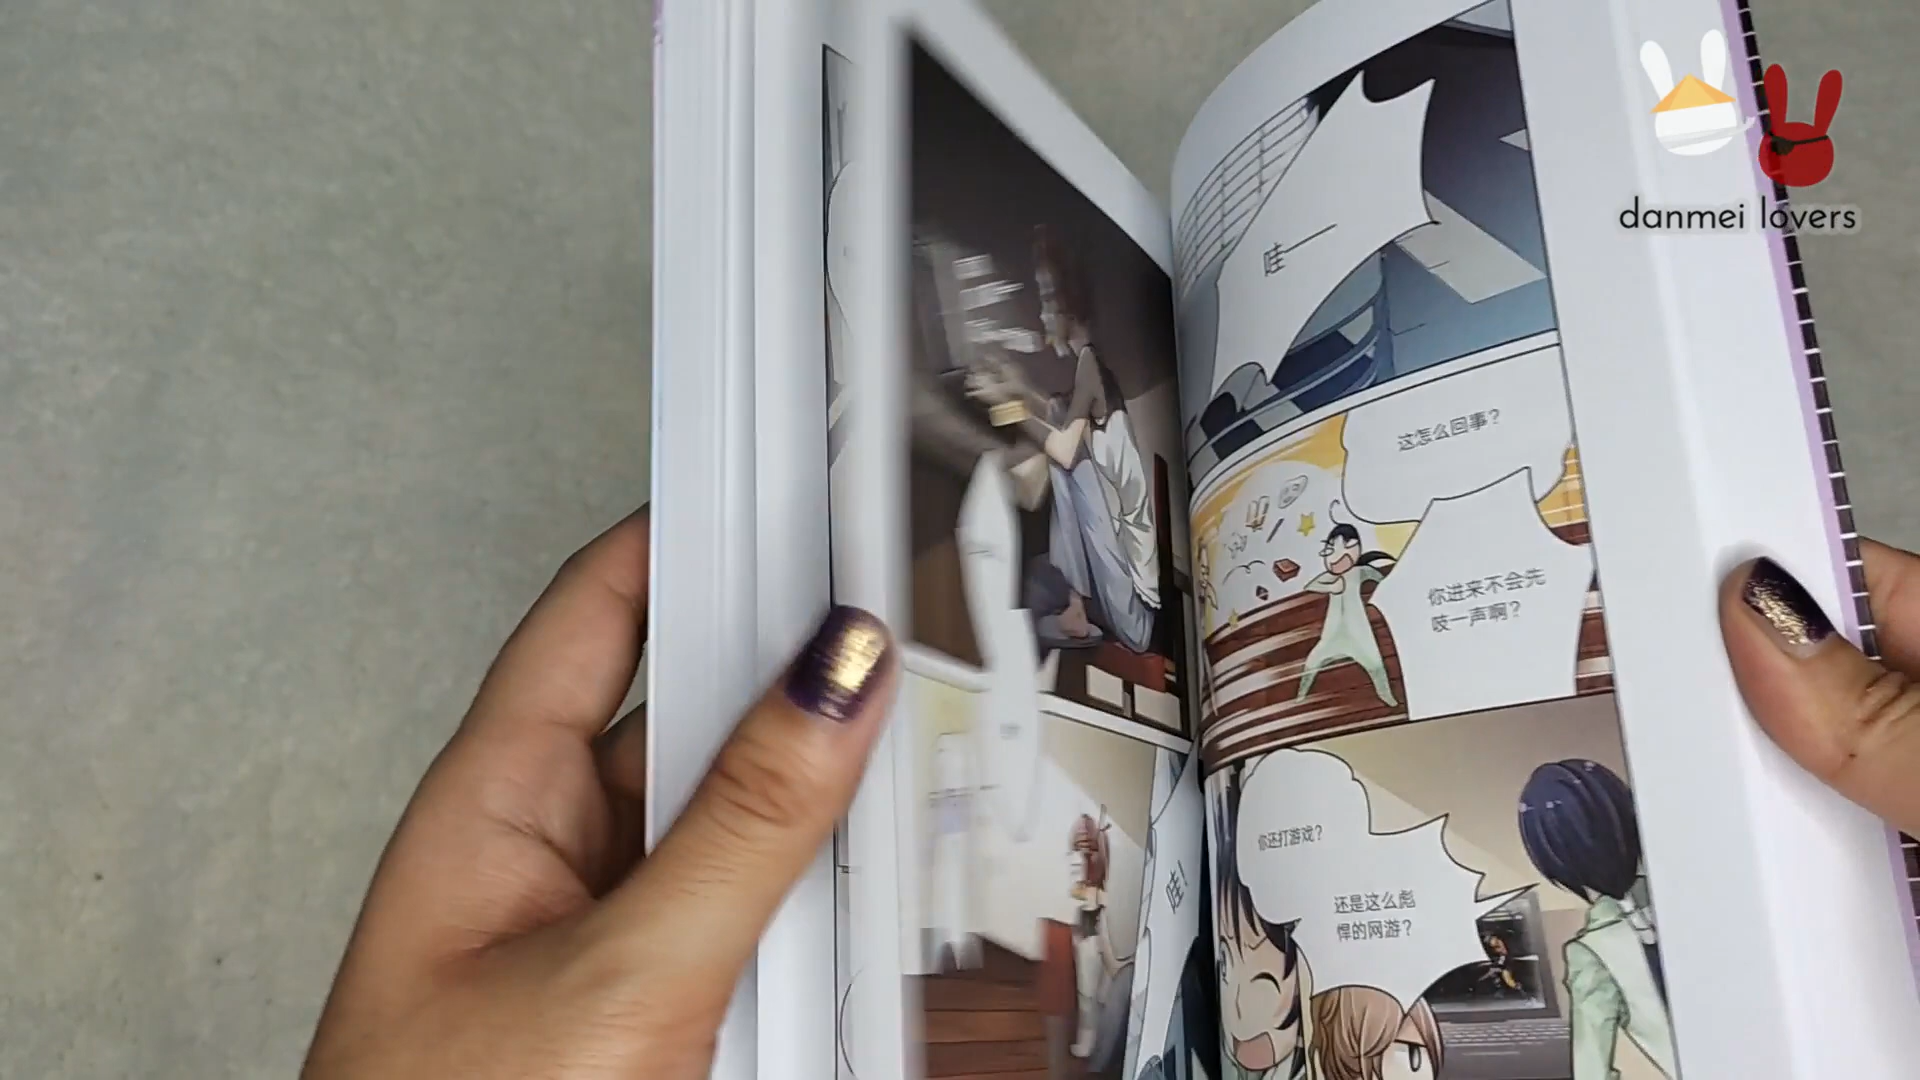 danmei lovers
哇——
这怎么回事？
你进来不会先
吱一声啊？
哇！
你还打游戏？
还是这么彪
悍的网游？